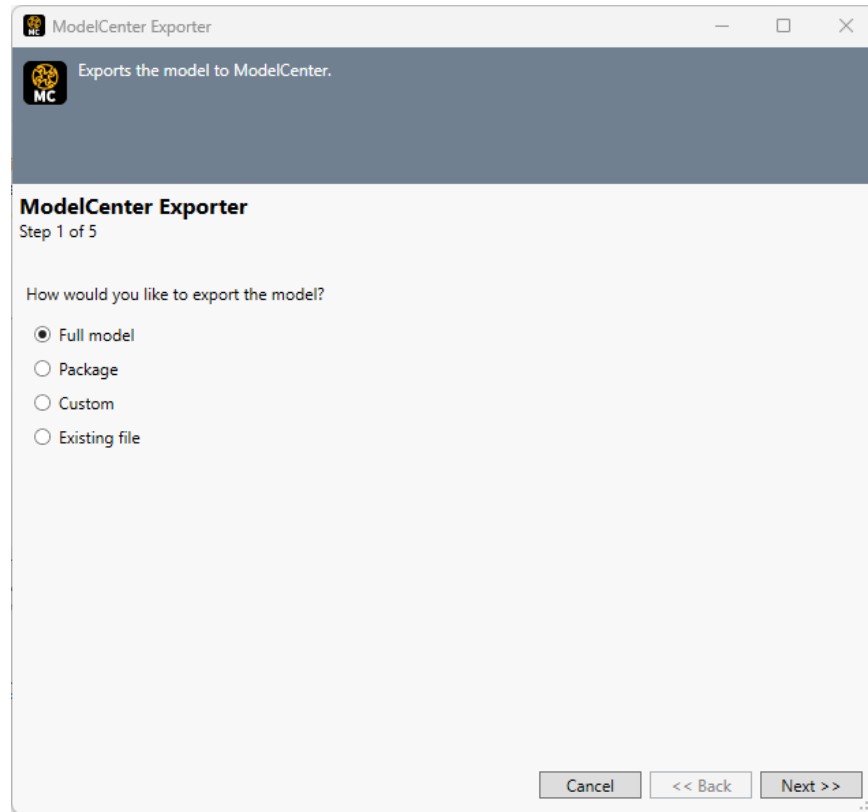 MC ModelCenter Exporter
Exports the model to ModelCenter.
MC
ModelCenter Exporter
Step 1 of 5
How would you like to export the model?
Full model
Package
Custom
Existing file
Cancel << Back Next >>